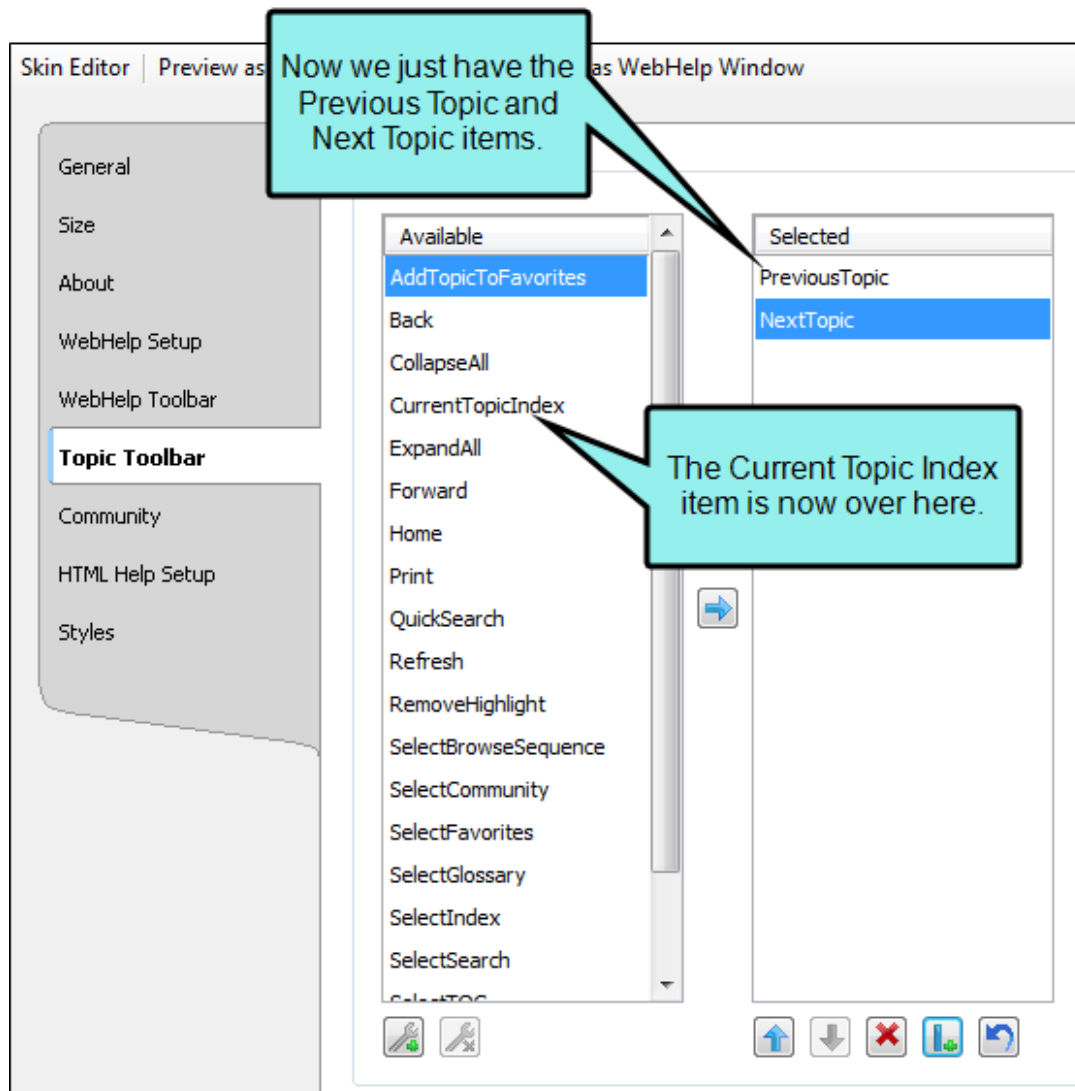 Skin Editor | Preview as
as WebHelp Window
Now we just have the
Previous Topic and
Next Topic items.
General
Size
About
WebHelp Setup
WebHelp Toolbar
Topic Toolbar
Community
HTML Help Setup
Styles
Available
AddTopicToFavorites
Back
CollapseAll
CurrentTopicIndex
ExpandAll
Forward
Home
Print
QuickSearch
Refresh
RemoveHighlight
SelectBrowseSequence
SelectCommunity
SelectFavorites
SelectGlossary
SelectIndex
SelectSearch
SelectTOC
Selected
PreviousTopic
NextTopic
The Current Topic Index
item is now over here.